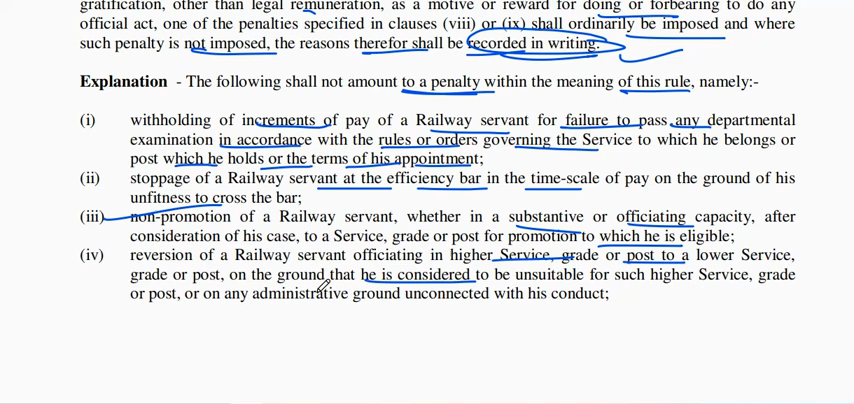 gratification, other than legal remuneration, as a motive or reward for doing or forbearing to do any
official act, one of the penalties specified in clauses (viii) or (ix) shall ordinarily be imposed and where
such penalty is not imposed, the reasons therefor shall be recorded in writing.
Explanation - The following shall not amount to a penalty within the meaning of this rule, namely:-
(i) withholding of increments of pay of a Railway servant for failure to pass any departmental
examination in accordance with the rules or orders governing the Service to which he belongs or
post which he holds or the terms of his appointment;
(ii) stoppage of a Railway servant at the efficiency bar in the time-scale of pay on the ground of his
unfitness to cross the bar;
(iii) non-promotion of a Railway servant, whether in a substantive or officiating capacity, after
consideration of his case, to a Service, grade or post for promotion to which he is eligible;
(iv) reversion of a Railway servant officiating in higher Service, grade or post to a lower Service,
grade or post, on the ground that he is considered to be unsuitable for such higher Service, grade
or post, or on any administrative ground unconnected with his conduct;